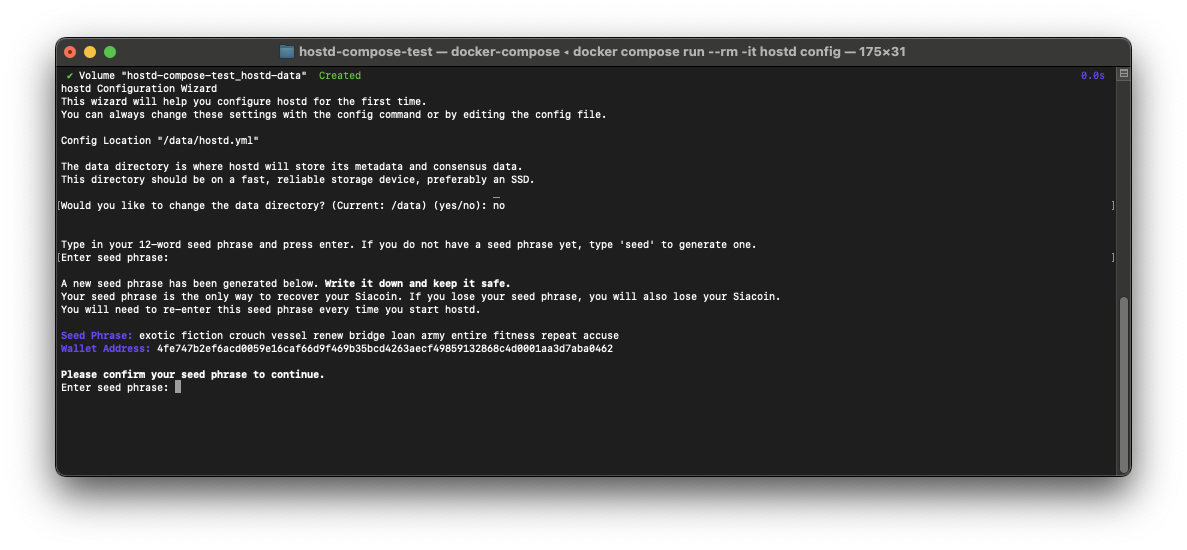 hostd-compose-test — docker-compose ◂ docker compose run --rm -it hostd config — 175×31
✔ Volume "hostd-compose-test_hostd-data"  Created 0.0s
hostd Configuration Wizard
This wizard will help you configure hostd for the first time.
You can always change these settings with the config command or by editing the config file.
Config Location "/data/hostd.yml"
The data directory is where hostd will store its metadata and consensus data.
This directory should be on a fast, reliable storage device, preferably an SSD.
[Would you like to change the data directory? (Current: /data) (yes/no): no ]
Type in your 12-word seed phrase and press enter. If you do not have a seed phrase yet, type 'seed' to generate one.
[Enter seed phrase: ]
A new seed phrase has been generated below. Write it down and keep it safe.
Your seed phrase is the only way to recover your Siacoin. If you lose your seed phrase, you will also lose your Siacoin.
You will need to re-enter this seed phrase every time you start hostd.
Seed Phrase: exotic fiction crouch vessel renew bridge loan army entire fitness repeat accuse
Wallet Address: 4fe747b2ef6acd0059e16caf66d9f469b35bcd4263aecf49859132868c4d0001aa3d7aba0462
Please confirm your seed phrase to continue.
Enter seed phrase: